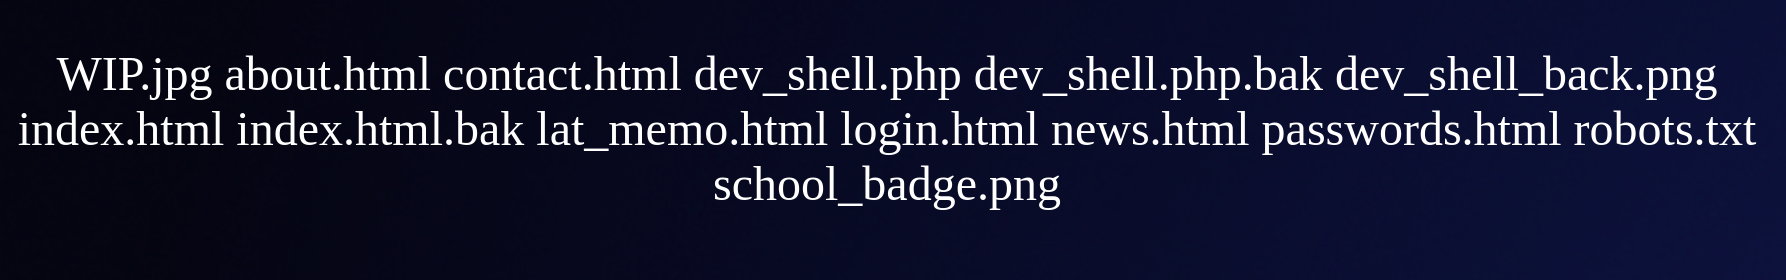 WIP.jpg about.html contact.html dev_shell.php dev_shell.php.bak dev_shell_back.png
index.html index.html.bak lat_memo.html login.html news.html passwords.html robots.txt
school_badge.png